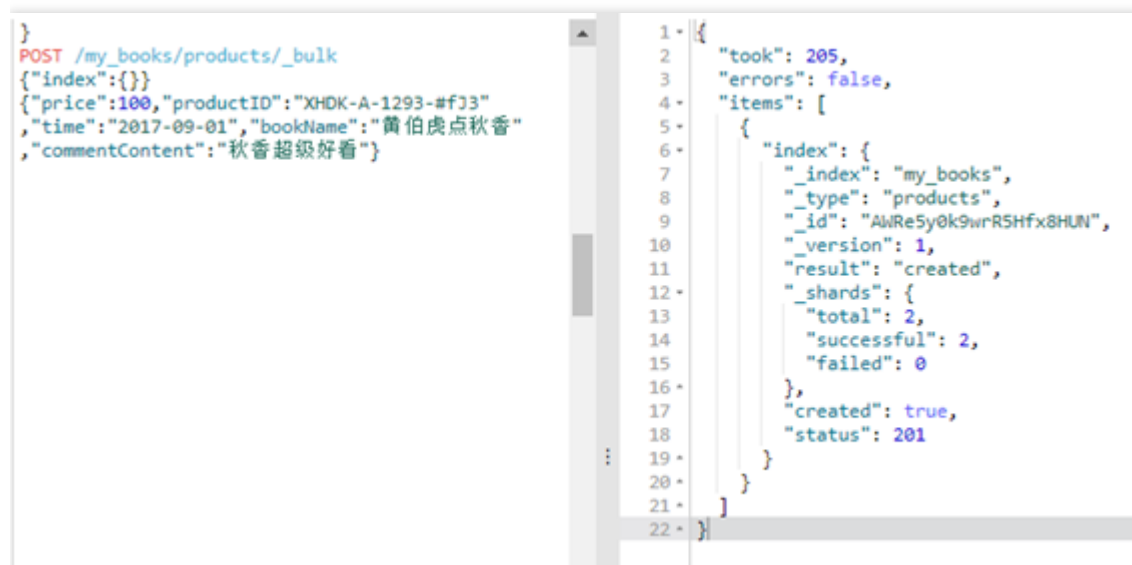 }
POST /my_books/products/_bulk
{"index":{}}
{"price":100,"productID":"XHDK-A-1293-#fJ3"
,"time":"2017-09-01","bookName":"黄伯虎点秋香"
,"commentContent":"秋香超级好看"}
1 {
2 "took": 205,
3 "errors": false,
4 "items": [
5 {
6 "index": {
7 "_index": "my_books",
8 "_type": "products",
9 "_id": "AWRe5y0k9wrR5Hfx8HUN",
10 "_version": 1,
11 "result": "created",
12 "_shards": {
13 "total": 2,
14 "successful": 2,
15 "failed": 0
16 },
17 "created": true,
18 "status": 201
19 }
20 }
21 ]
22 }